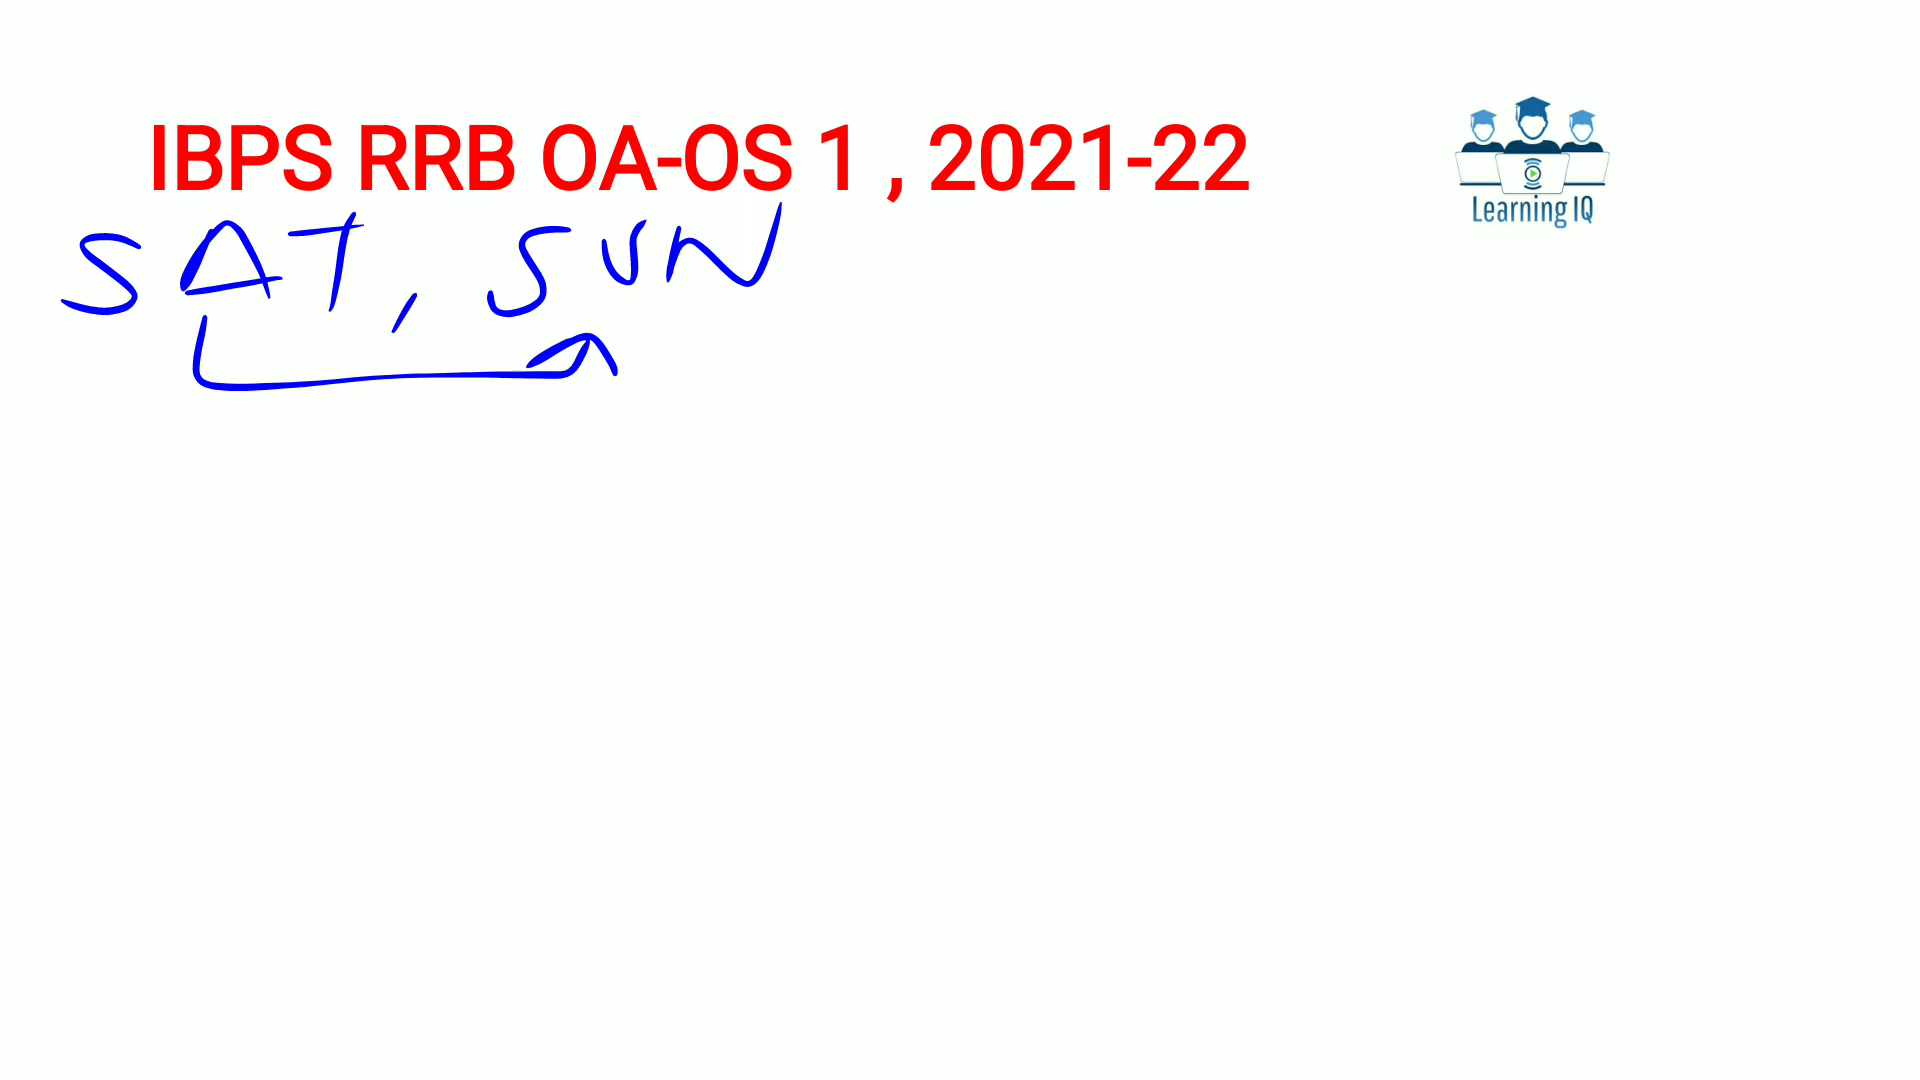 IBPS RRB OA-OS 1 , 2021-22
Learning IQ
SAT, SUN